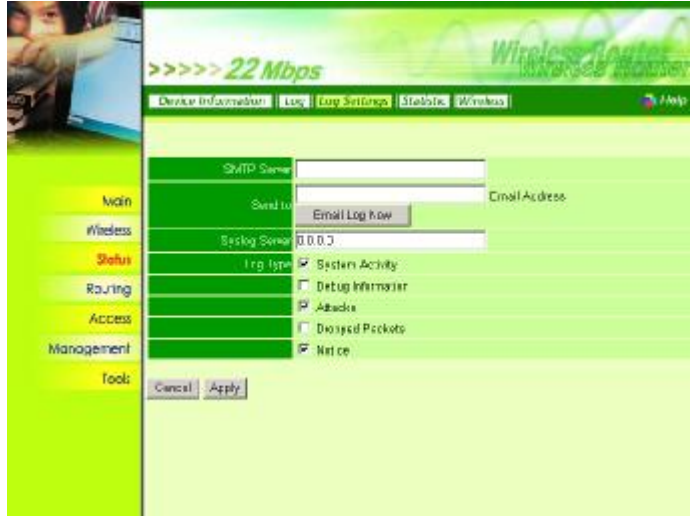 >>>>> 22 Mbps
Wireless Router
Device Information Log Log Settings Statistic Wireless Help
SMTP Server
Send to Email Address
Email Log Now
Syslog Server 0.0.0.0
Log Type System Activity
Debug Information
Attacks
Dropped Packets
Notice
Main
Wireless
Status
Routing
Access
Management
Tools
Cancel Apply